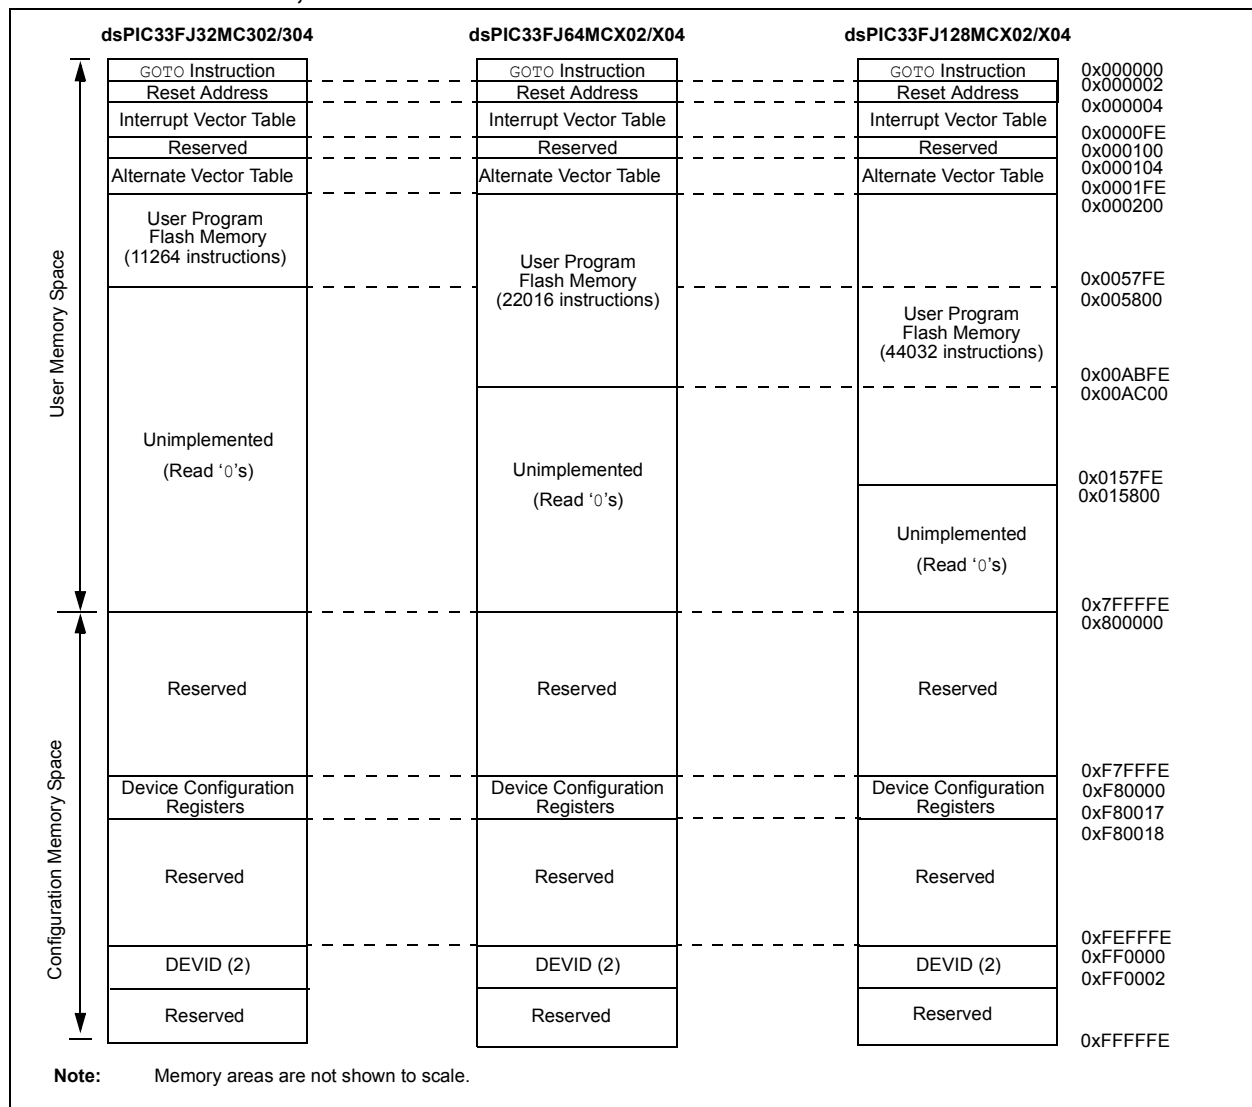 dsPIC33FJ32MC302/304 dsPIC33FJ64MCX02/X04 dsPIC33FJ128MCX02/X04
GOTO Instruction GOTO Instruction GOTO Instruction 0x000000
Reset Address Reset Address Reset Address 0x000002
0x000004
Interrupt Vector Table Interrupt Vector Table Interrupt Vector Table
0x0000FE
Reserved Reserved Reserved 0x000100
0x000104
Alternate Vector Table Alternate Vector Table Alternate Vector Table
0x0001FE
0x000200
User Program
Flash Memory
(11264 instructions)
User Program
Flash Memory
(22016 instructions)
0x0057FE
0x005800
User Program
Flash Memory
(44032 instructions)
User Memory Space
0x00ABFE
0x00AC00
Unimplemented
(Read ‘0’s)
Unimplemented
(Read ‘0’s)
0x0157FE
0x015800
Unimplemented
(Read ‘0’s)
0x7FFFFE
0x800000
Reserved Reserved Reserved
Configuration Memory Space
0xF7FFFE
Device Configuration Device Configuration Device Configuration 0xF80000
Registers Registers Registers 0xF80017
0xF80018
Reserved Reserved Reserved
0xFEFFFE
DEVID (2) DEVID (2) DEVID (2) 0xFF0000
0xFF0002
Reserved Reserved Reserved
0xFFFFFE
Note: Memory areas are not shown to scale.